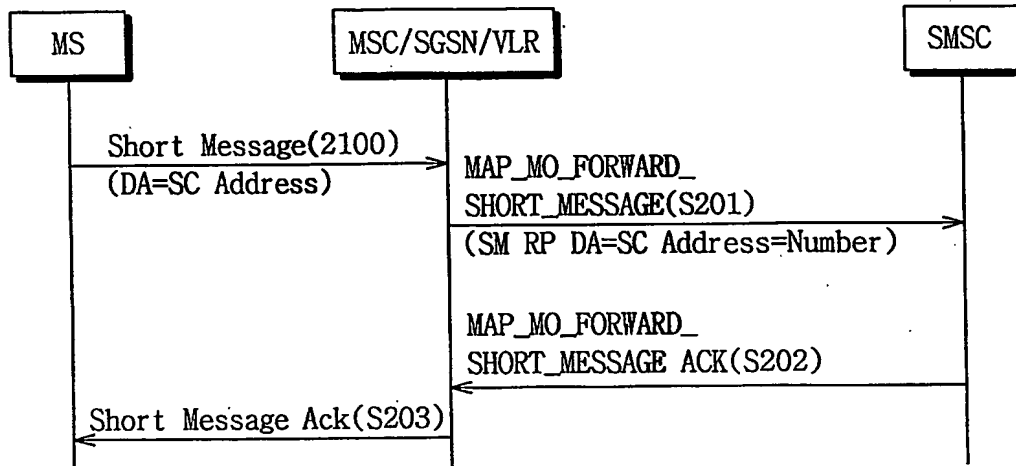 MS
MSC/SGSN/VLR
SMSC
Short Message(2100)
(DA=SC Address)
MAP_MO_FORWARD_
SHORT_MESSAGE(S201)
(SM RP DA=SC Address=Number)
MAP_MO_FORWARD_
SHORT_MESSAGE ACK(S202)
Short Message Ack(S203)